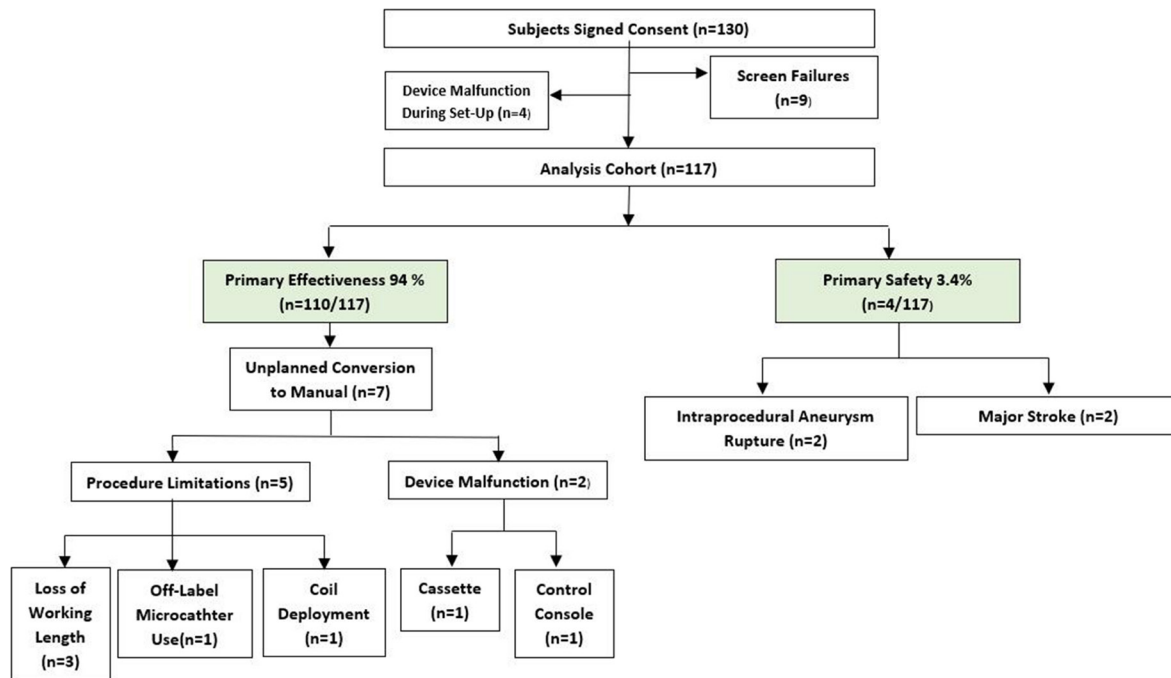 Subjects Signed Consent (n=130)
Device Malfunction
During Set-Up (n=4)
Screen Failures
(n=9)
Analysis Cohort (n=117)
Primary Effectiveness 94 %
(n=110/117)
Primary Safety 3.4%
(n=4/117)
Unplanned Conversion
to Manual (n=7)
Intraprocedural Aneurysm
Rupture (n=2)
Major Stroke (n=2)
Procedure Limitations (n=5)
Device Malfunction (n=2)
Loss of
Working
Length
(n=3)
Off-Label
Microcathter
Use(n=1)
Coil
Deployment
(n=1)
Cassette
(n=1)
Control
Console
(n=1)